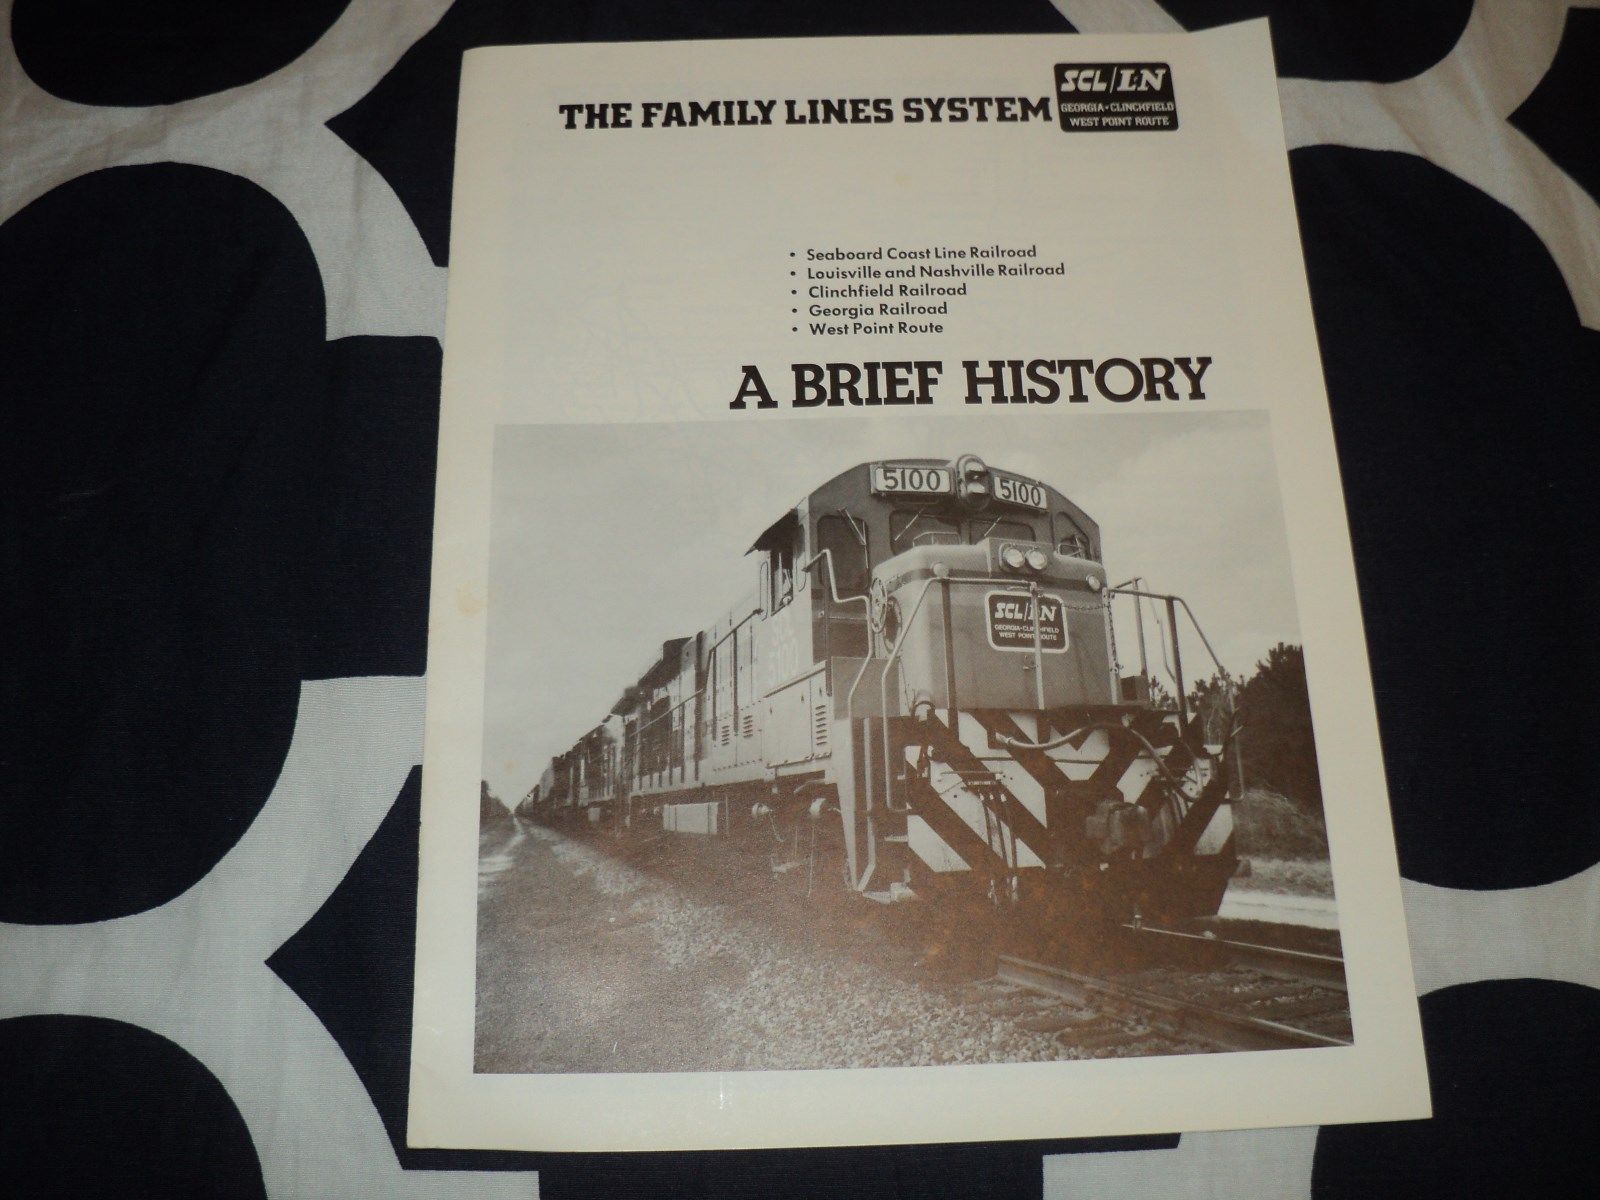 THE FAMILY LINES SYSTEM
SCL/L&N
GEORGIA•CLINCHFIELD
WEST POINT ROUTE
• Seaboard Coast Line Railroad
• Louisville and Nashville Railroad
• Clinchfield Railroad
• Georgia Railroad
• West Point Route
A BRIEF HISTORY
5100
5100
SCL/L&N
GEORGIA•CLINCHFIELD
WEST POINT ROUTE
5100